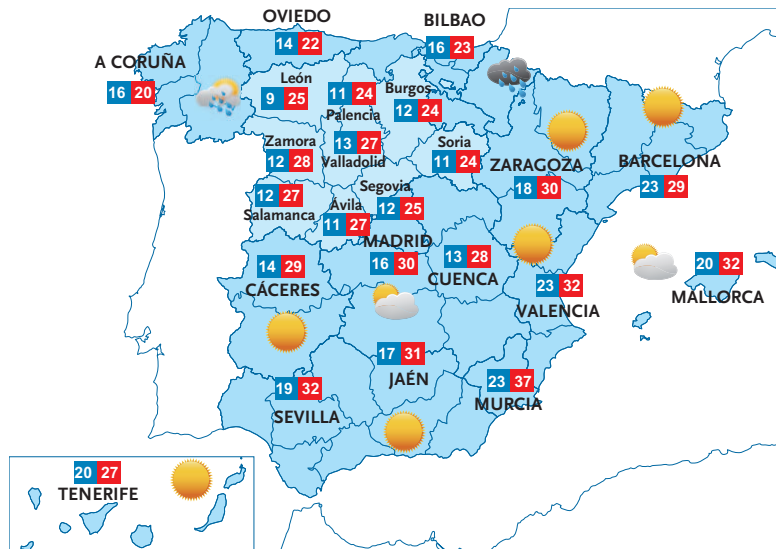 OVIEDO
14 22
BILBAO
16 23
A CORUÑA
16 20
León
9 25
11 24
Palencia
Burgos
12 24
Zamora
12 28
13 27
Valladolid
Soria
11 24
ZARAGOZA
18 30
BARCELONA
23 29
12 27
Salamanca
Ávila
11 27
Segovia
12 25
MADRID
16 30
13 28
CUENCA
14 29
CÁCERES
23 32
VALENCIA
20 32
MALLORCA
17 31
JAÉN
23 37
MURCIA
19 32
SEVILLA
20 27
TENERIFE